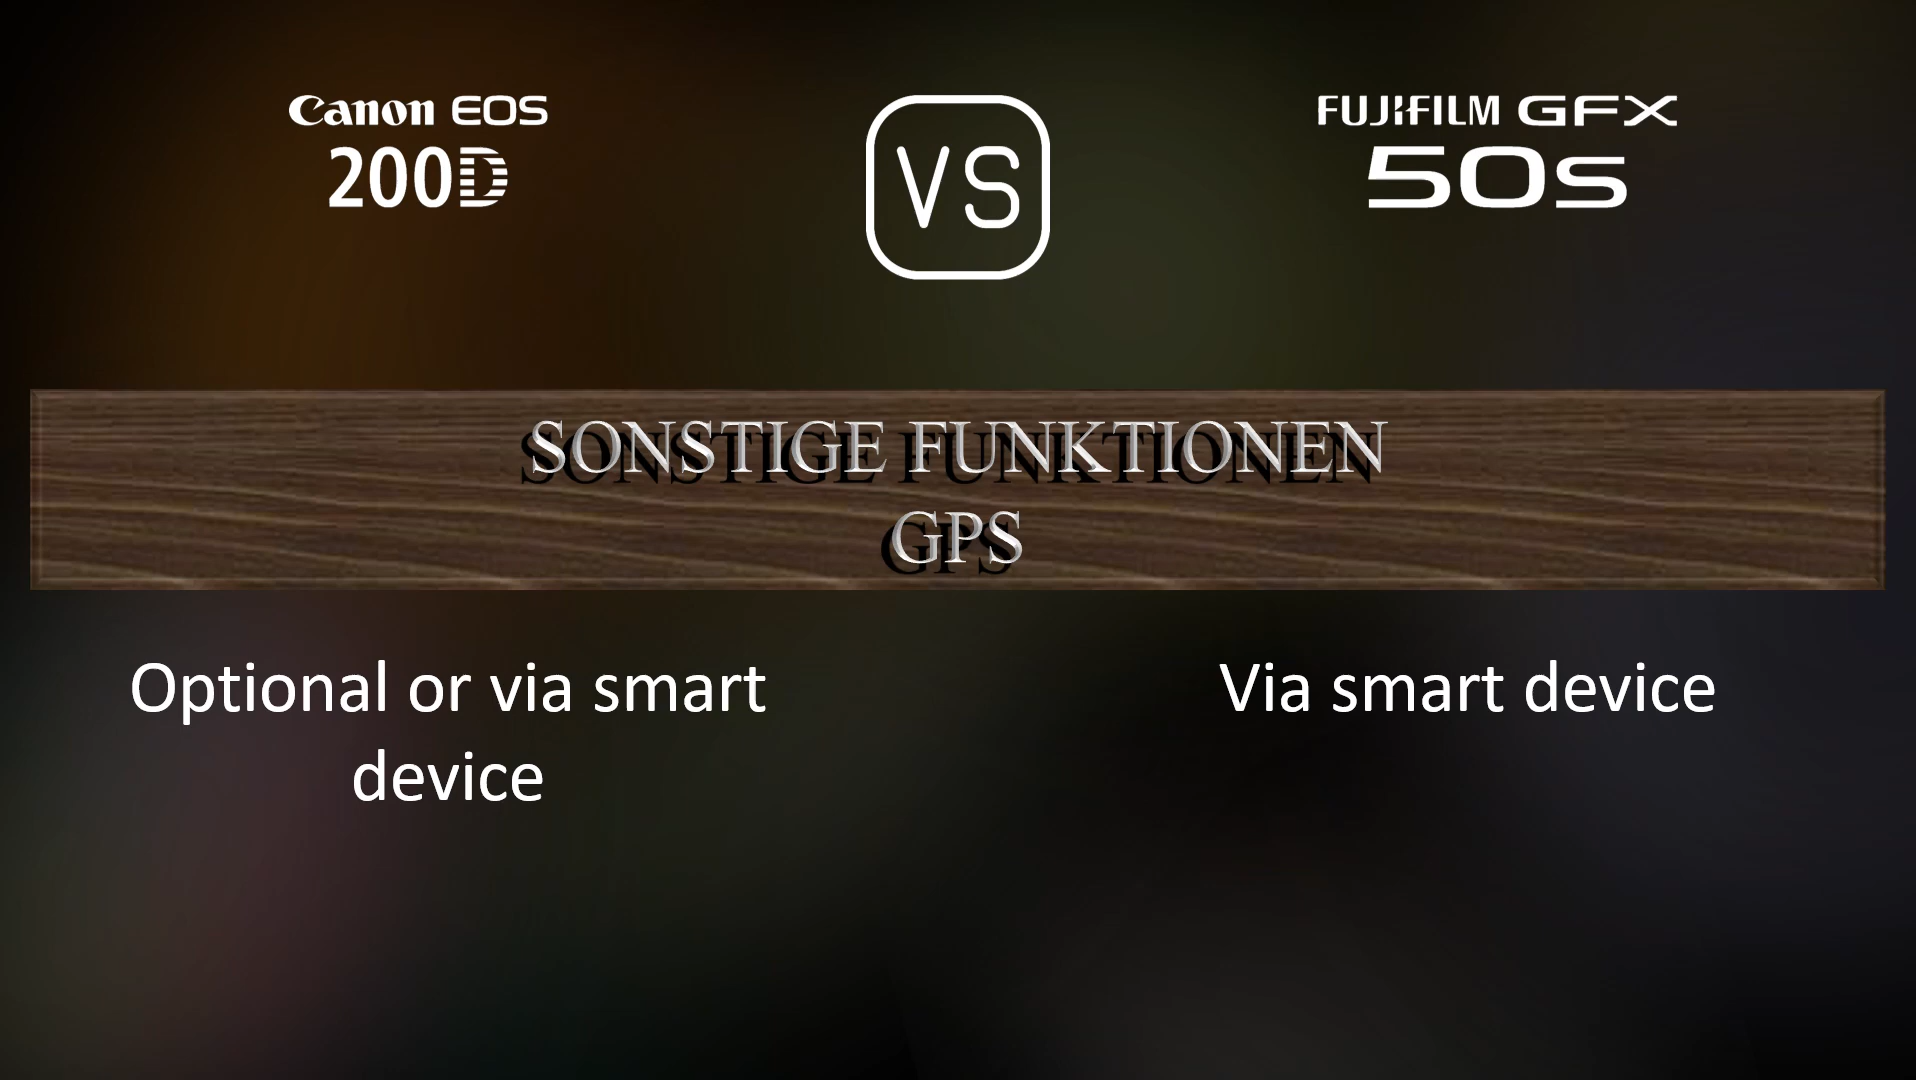 Canon EOS
200D
VS
FUJIFILM GFX
50s
SONSTIGE FUNKTIONEN
GPS
Optional or via smart
device
Via smart device